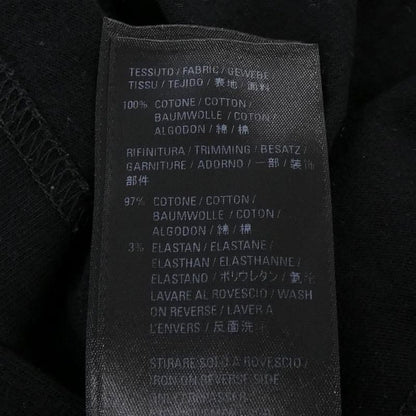 TESSUTO / FABRIC / GEWEBE
TISSU / TEJIDO / 表地 / 面料
100% COTONE / COTTON /
BAUMWOLLE / COTON /
ALGODON / 綿 / 棉
RIFINITURA / TRIMMING / BESATZ /
GARNITURE / ADORNO / 一部 / 装饰
部件
97% COTONE / COTTON /
BAUMWOLLE / COTON /
ALGODON / 綿 / 棉
3% ELASTAN / ELASTANE /
ELASTHAN / ELASTHANNE /
ELASTANO / ポリウレタン /
LAVARE AL ROVESCIO / WASH
ON REVERSE / LAVER A
L'ENVERS / 反面洗
STIRARE SOLO A ROVESCIO /
IRON ON REVERSE SIDE